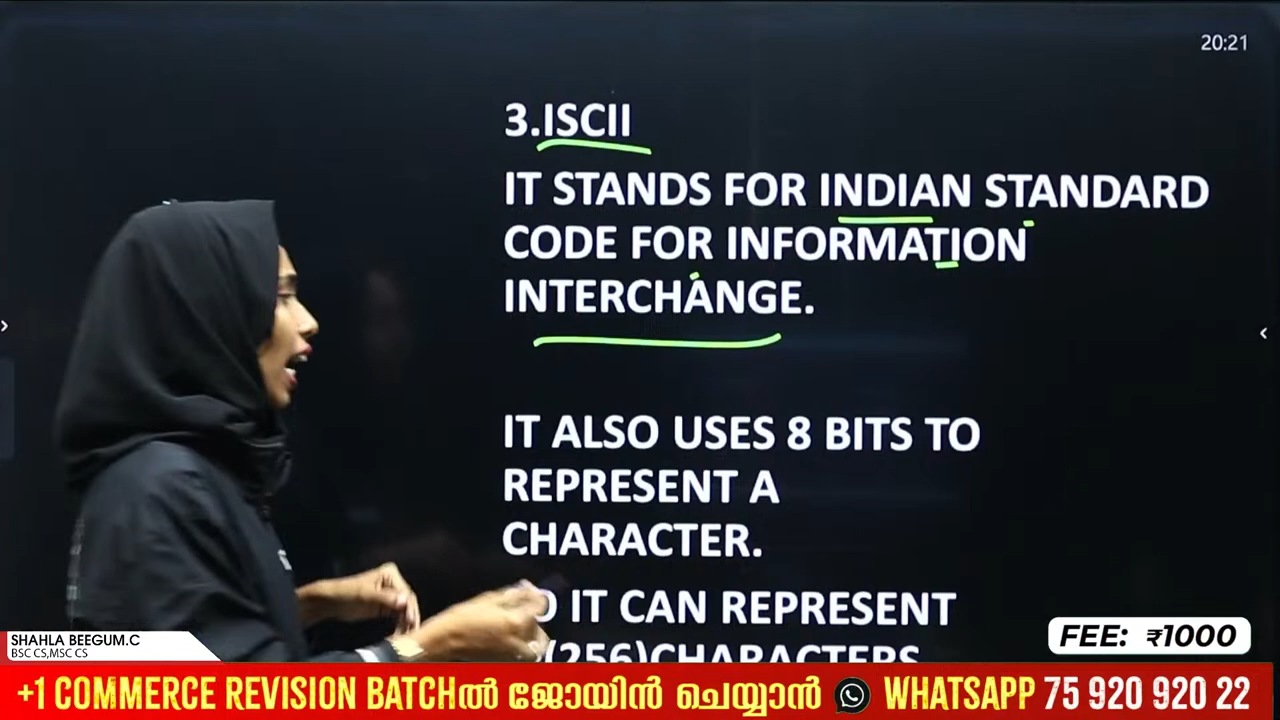 20:21
3.ISCII
IT STANDS FOR INDIAN STANDARD
CODE FOR INFORMATION
INTERCHANGE.
IT ALSO USES 8 BITS TO
REPRESENT A
CHARACTER.
IT CAN REPRESENT
(256)CHARACTERS
SHAHLA BEEGUM.C
BSC CS,MSC CS
FEE: ₹1000
+1 COMMERCE REVISION BATCHൽ ജോയിൻ ചെയ്യാൻ WHATSAPP 75 920 920 22